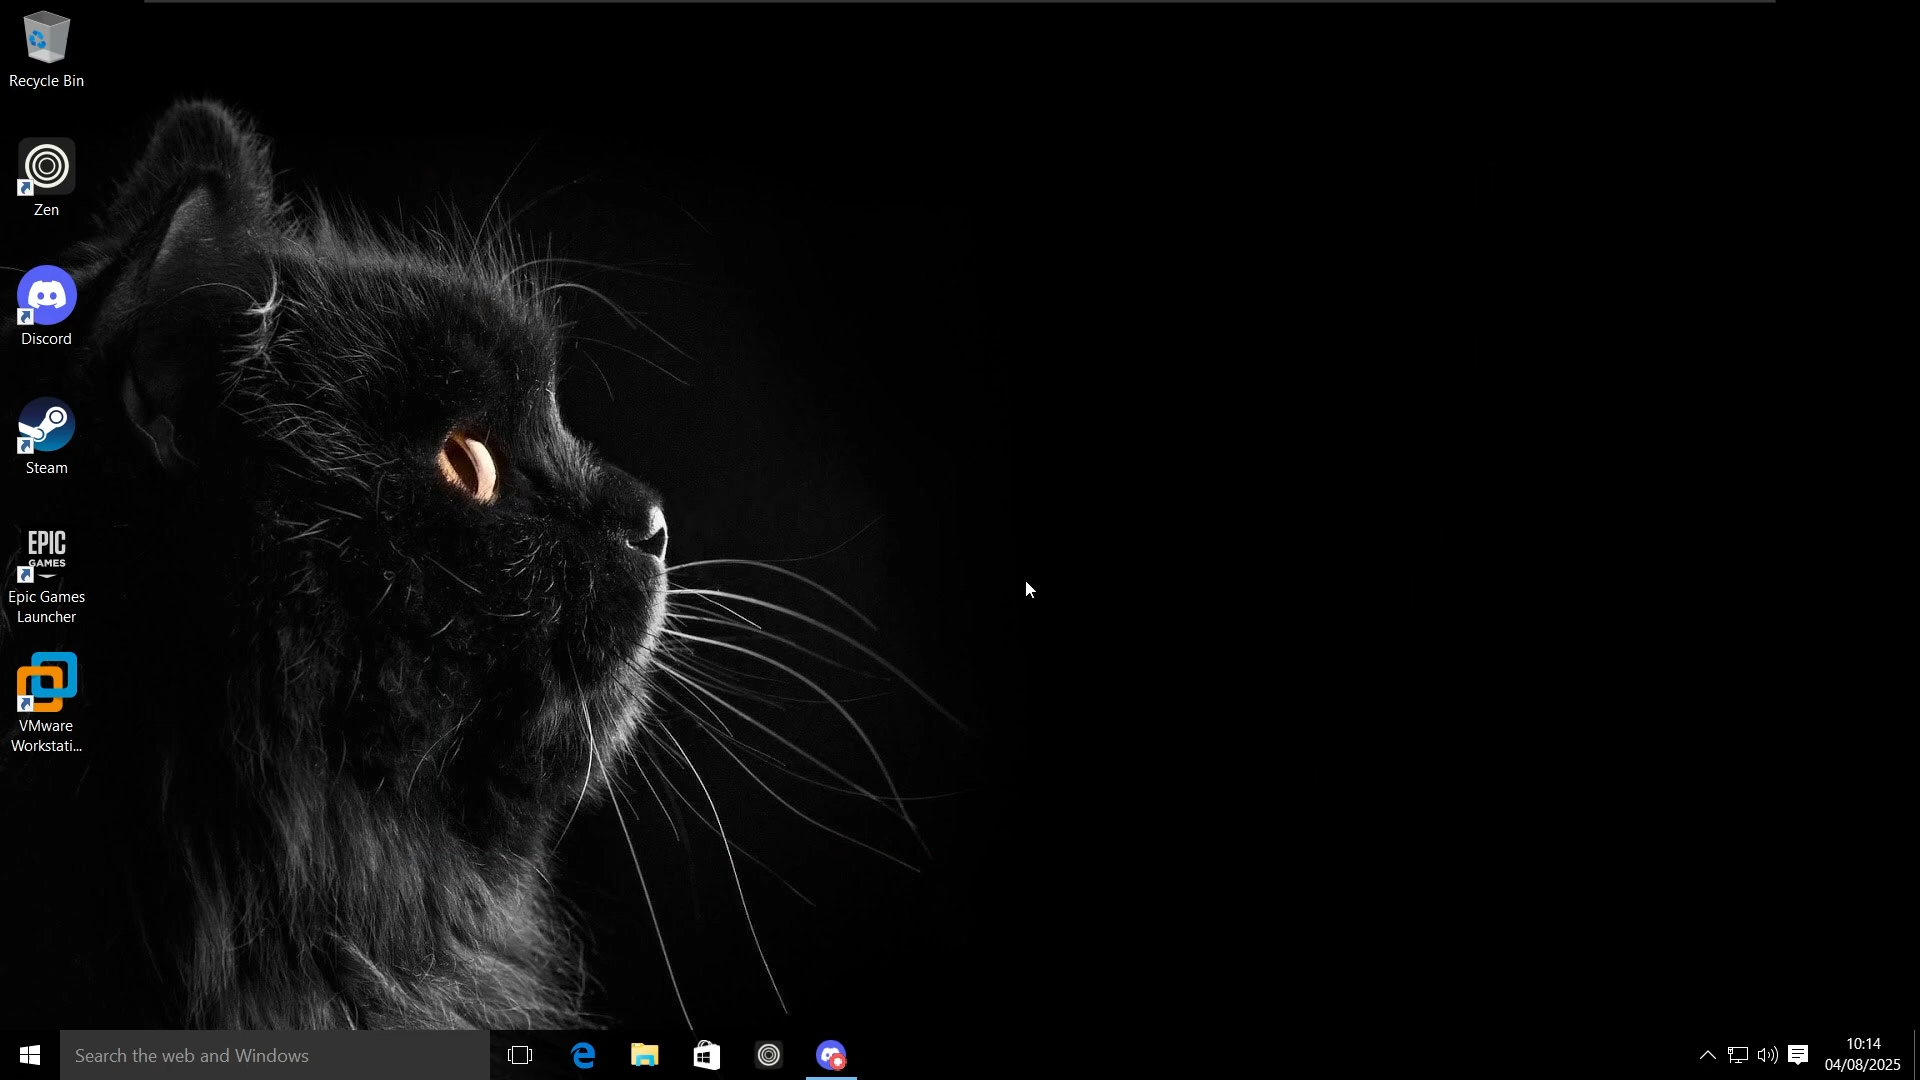 Recycle Bin
Zen
Discord
Steam
EPIC
GAMES
Epic Games
Launcher
VMware
Workstati...
Search the web and Windows
10:14
04/08/2025